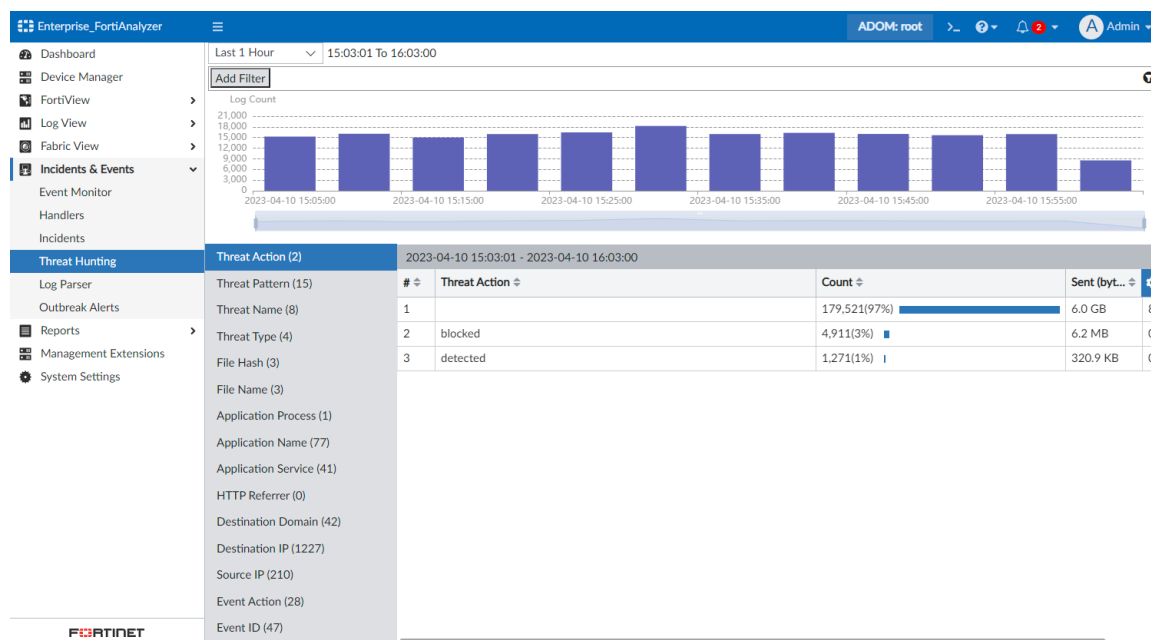 Enterprise_FortiAnalyzer
ADOM: root
>_
2
A
Admin
Dashboard
Device Manager
FortiView
Log View
Fabric View
Incidents & Events
Event Monitor
Handlers
Incidents
Threat Hunting
Log Parser
Outbreak Alerts
Reports
Management Extensions
System Settings
FORTINET
Last 1 Hour 15:03:01 To 16:03:00
Add Filter
Log Count
21,000
18,000
15,000
12,000
9,000
6,000
3,000
0
2023-04-10 15:05:00 2023-04-10 15:15:00 2023-04-10 15:25:00 2023-04-10 15:35:00 2023-04-10 15:45:00 2023-04-10 15:55:00
Threat Action (2)
Threat Pattern (15)
Threat Name (8)
Threat Type (4)
File Hash (3)
File Name (3)
Application Process (1)
Application Name (77)
Application Service (41)
HTTP Referrer (0)
Destination Domain (42)
Destination IP (1227)
Source IP (210)
Event Action (28)
Event ID (47)
2023-04-10 15:03:01 - 2023-04-10 16:03:00
# Threat Action Count Sent (byt...
1 179,521(97%) 6.0 GB
2 blocked 4,911(3%) 6.2 MB
3 detected 1,271(1%) 320.9 KB